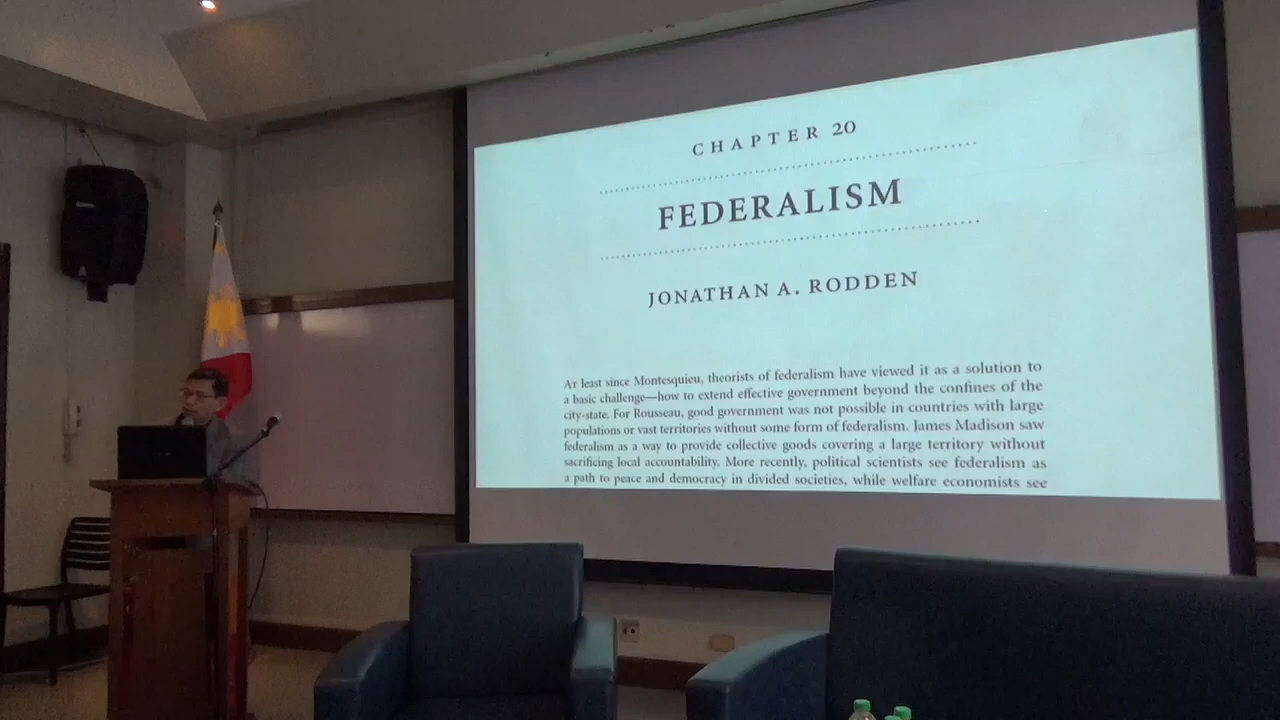 CHAPTER 20
FEDERALISM
JONATHAN A. RODDEN
At least since Montesquieu, theorists of federalism have viewed it as a solution to
a basic challenge—how to extend effective government beyond the confines of the
city-state. For Rousseau, good government was not possible in countries with large
populations or vast territories without some form of federalism. James Madison saw
federalism as a way to provide collective goods covering a large territory without
sacrificing local accountability. More recently, political scientists see federalism as
a path to peace and democracy in divided societies, while welfare economists see